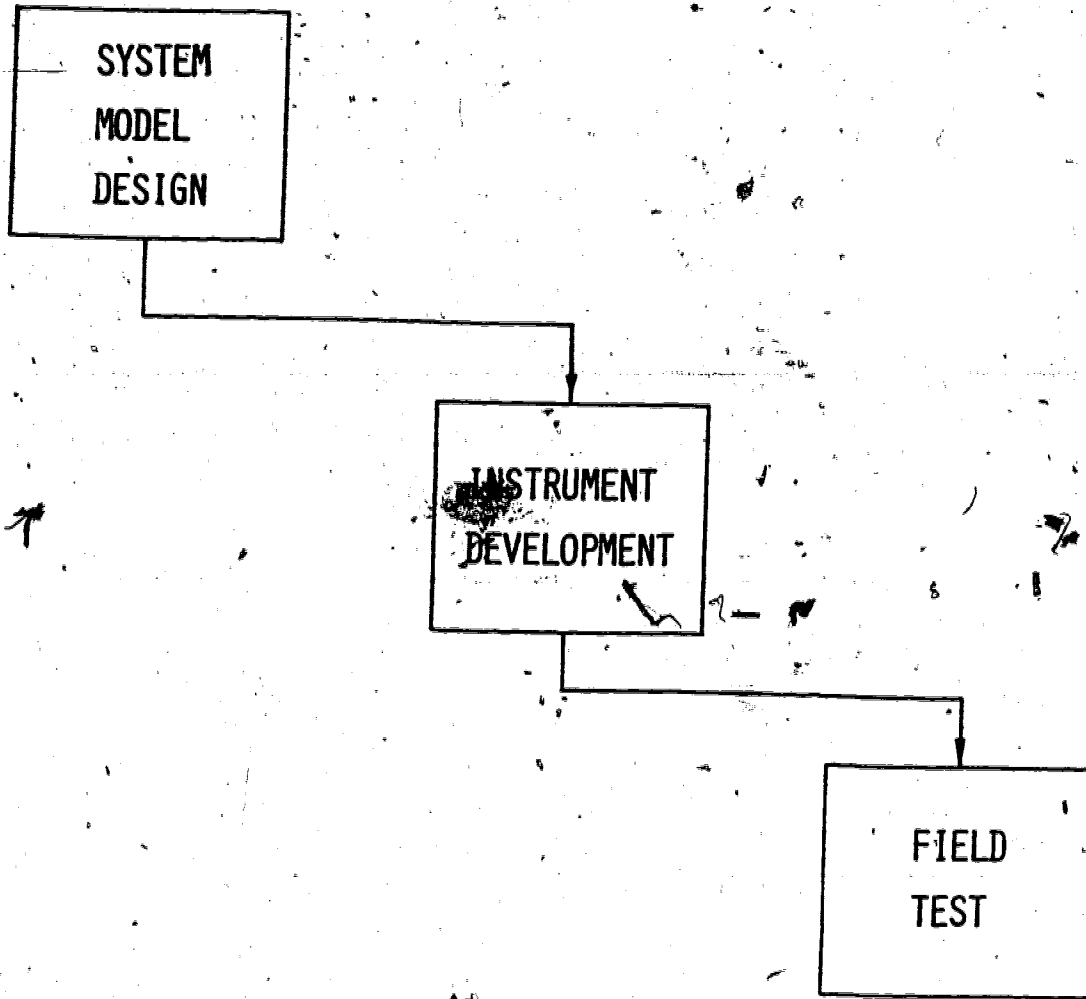 SYSTEM
MODEL
DESIGN
INSTRUMENT
DEVELOPMENT
FIELD
TEST